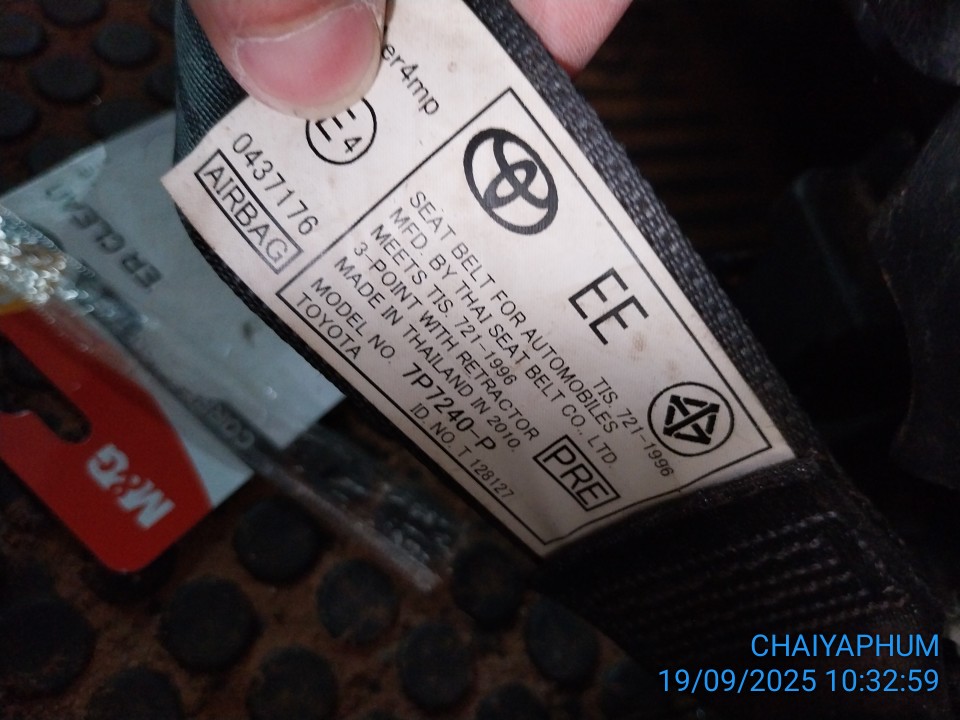 er4mp
E4
0437176
AIRBAG
EE
TIS. 721-1996
SEAT BELT FOR AUTOMOBILES
MFD. BY THAI SEAT BELT CO., LTD.
MEETS TIS. 721-1996
3-POINT WITH RETRACTOR
MADE IN THAILAND IN 2010.
MODEL NO. 7P7240-P
PRE
TOYOTA
ID. NO. T 128127
ER CLEAN
M&G
CHAIYAPHUM
19/09/2025 10:32:59